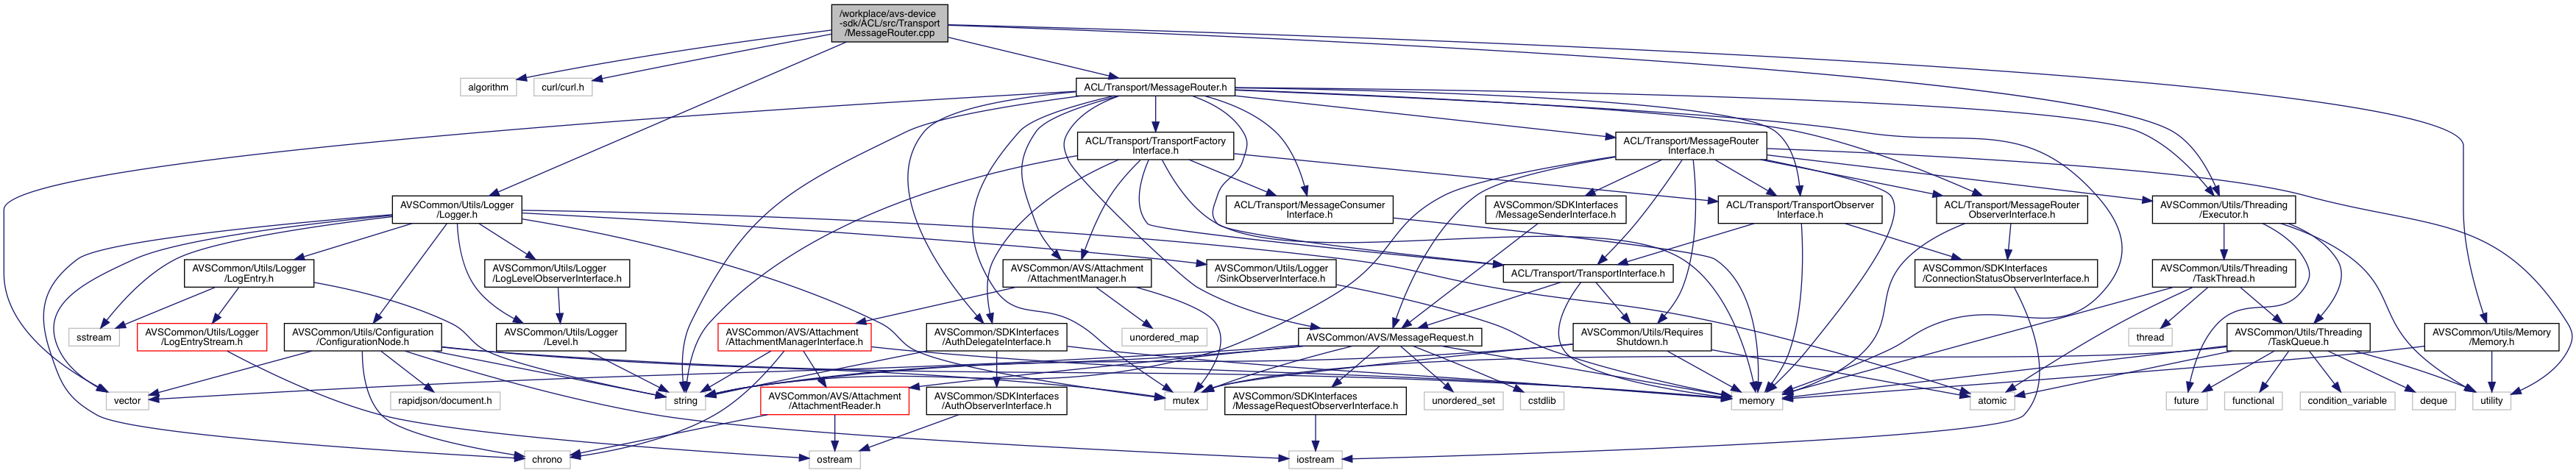 /workplace/avs-device
-sdk/ACL/src/Transport
/MessageRouter.cpp
algorithm
curl/curl.h
ACL/Transport/MessageRouter.h
ACL/Transport/TransportFactory
Interface.h
ACL/Transport/MessageRouter
Interface.h
AVSCommon/Utils/Logger
/Logger.h
ACL/Transport/MessageConsumer
Interface.h
AVSCommon/SDKInterfaces
/MessageSenderInterface.h
ACL/Transport/TransportObserver
Interface.h
ACL/Transport/MessageRouter
ObserverInterface.h
AVSCommon/Utils/Threading
/Executor.h
AVSCommon/Utils/Logger
/LogEntry.h
AVSCommon/Utils/Logger
/LogLevelObserverInterface.h
AVSCommon/AVS/Attachment
/AttachmentManager.h
AVSCommon/Utils/Logger
/SinkObserverInterface.h
ACL/Transport/TransportInterface.h
AVSCommon/SDKInterfaces
/ConnectionStatusObserverInterface.h
AVSCommon/Utils/Threading
/TaskThread.h
sstream
AVSCommon/Utils/Logger
/LogEntryStream.h
AVSCommon/Utils/Configuration
/ConfigurationNode.h
AVSCommon/Utils/Logger
/Level.h
AVSCommon/AVS/Attachment
/AttachmentManagerInterface.h
AVSCommon/SDKInterfaces
/AuthDelegateInterface.h
unordered_map
AVSCommon/AVS/MessageRequest.h
AVSCommon/Utils/Requires
Shutdown.h
thread
AVSCommon/Utils/Threading
/TaskQueue.h
AVSCommon/Utils/Memory
/Memory.h
vector
rapidjson/document.h
string
AVSCommon/AVS/Attachment
/AttachmentReader.h
AVSCommon/SDKInterfaces
/AuthObserverInterface.h
mutex
AVSCommon/SDKInterfaces
/MessageRequestObserverInterface.h
unordered_set
cstdlib
memory
atomic
future
functional
condition_variable
deque
utility
chrono
ostream
iostream